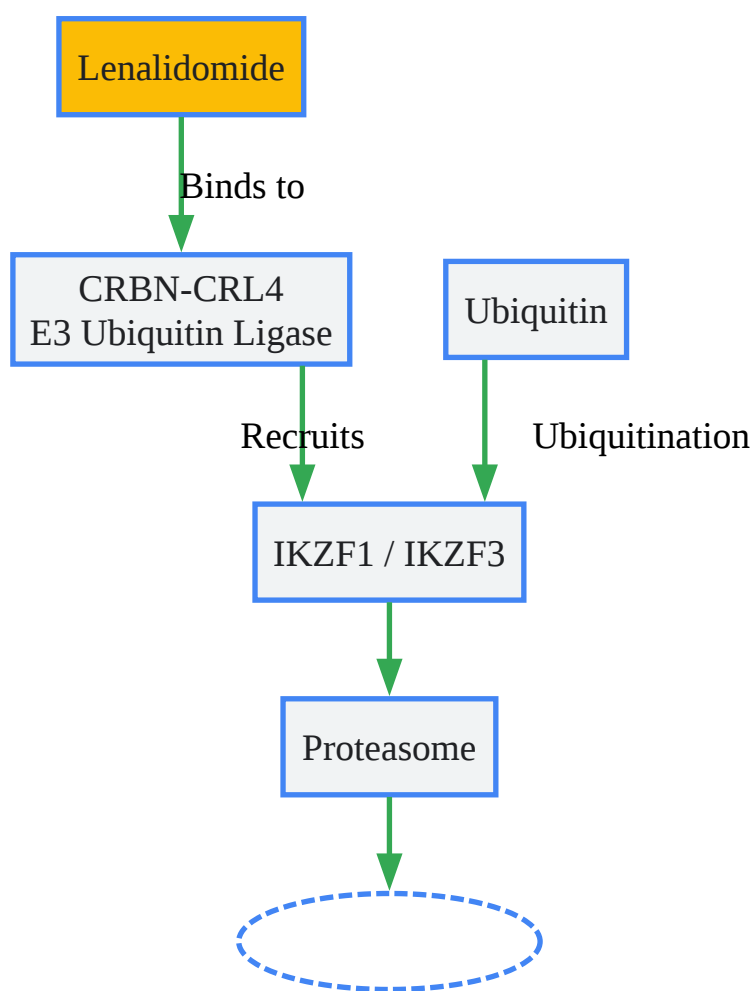 Lenalidomide
Binds to
CRBN-CRL4
E3 Ubiquitin Ligase
Ubiquitin
Recruits
Ubiquitination
IKZF1 / IKZF3
Proteasome